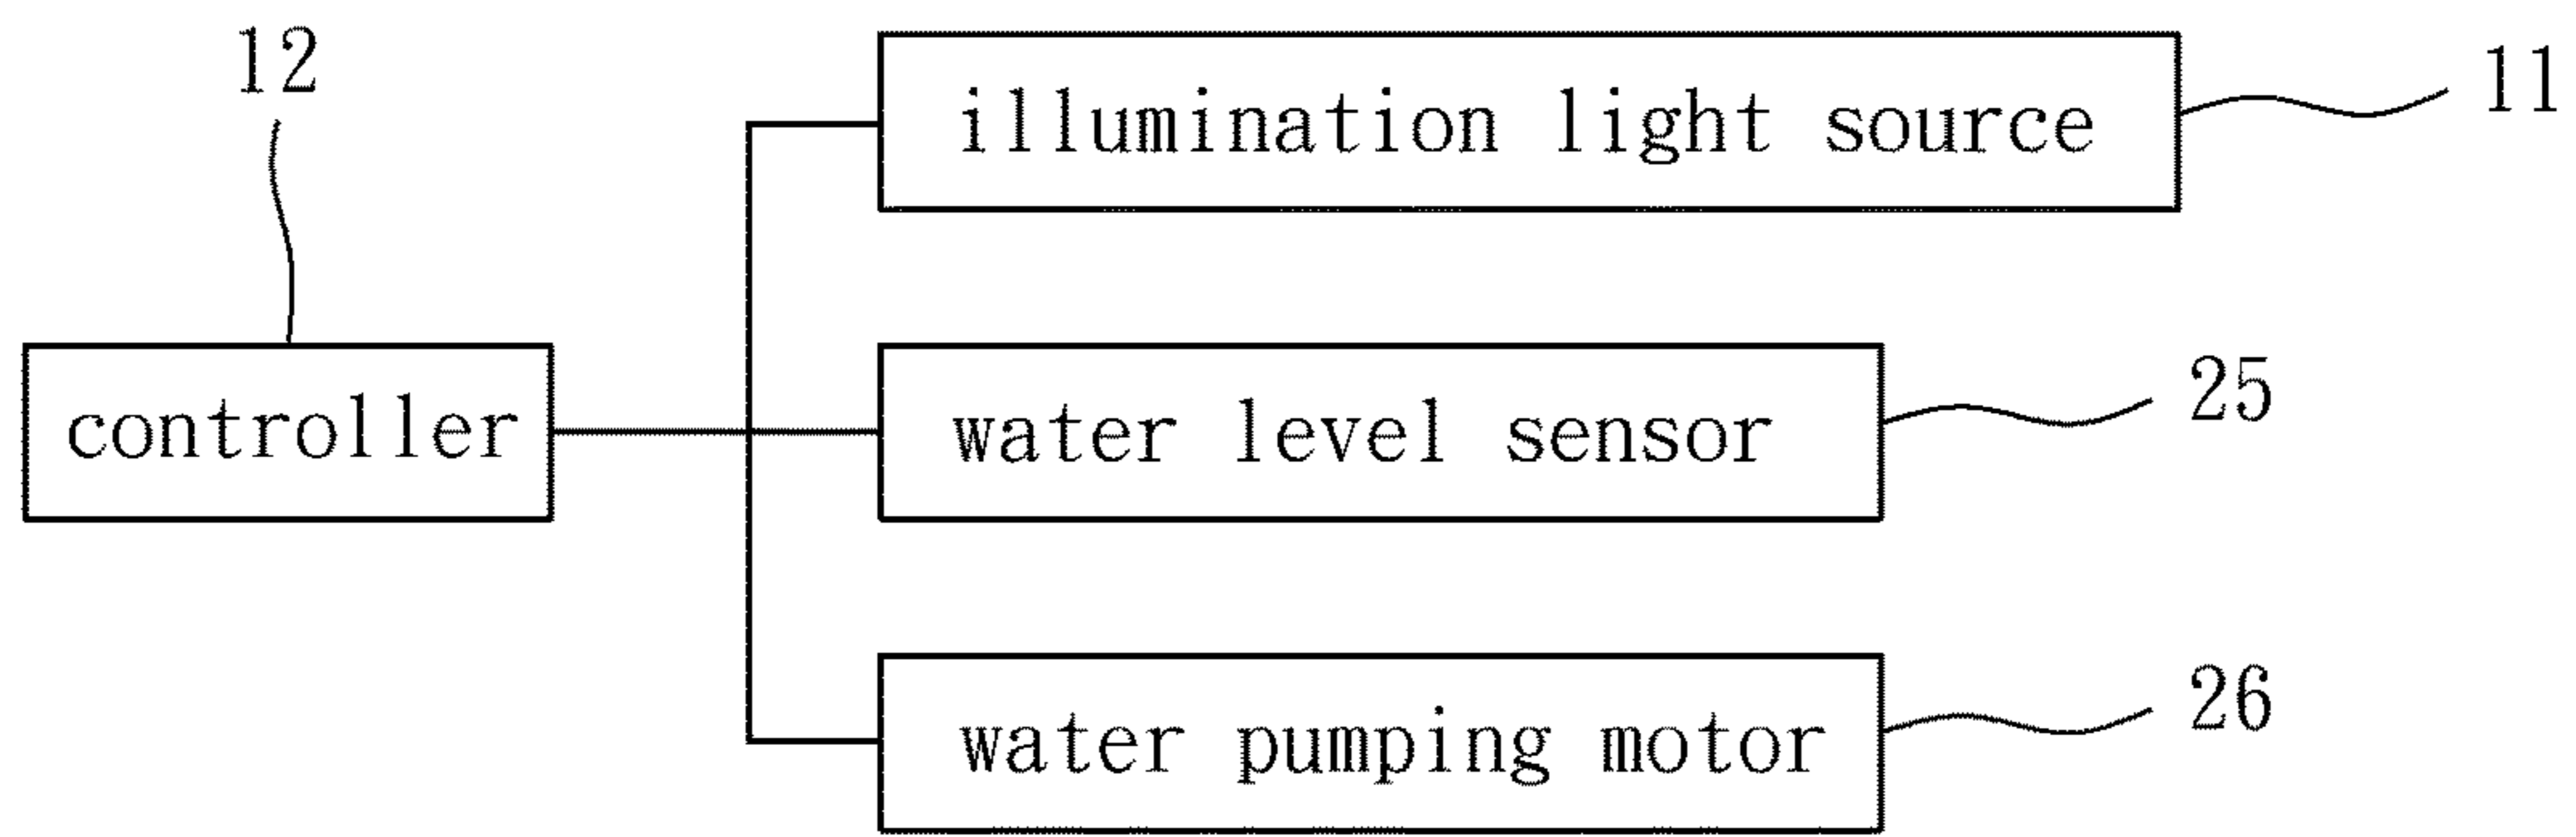 12
illumination light source
11
controller
water level sensor
25
water pumping motor
26